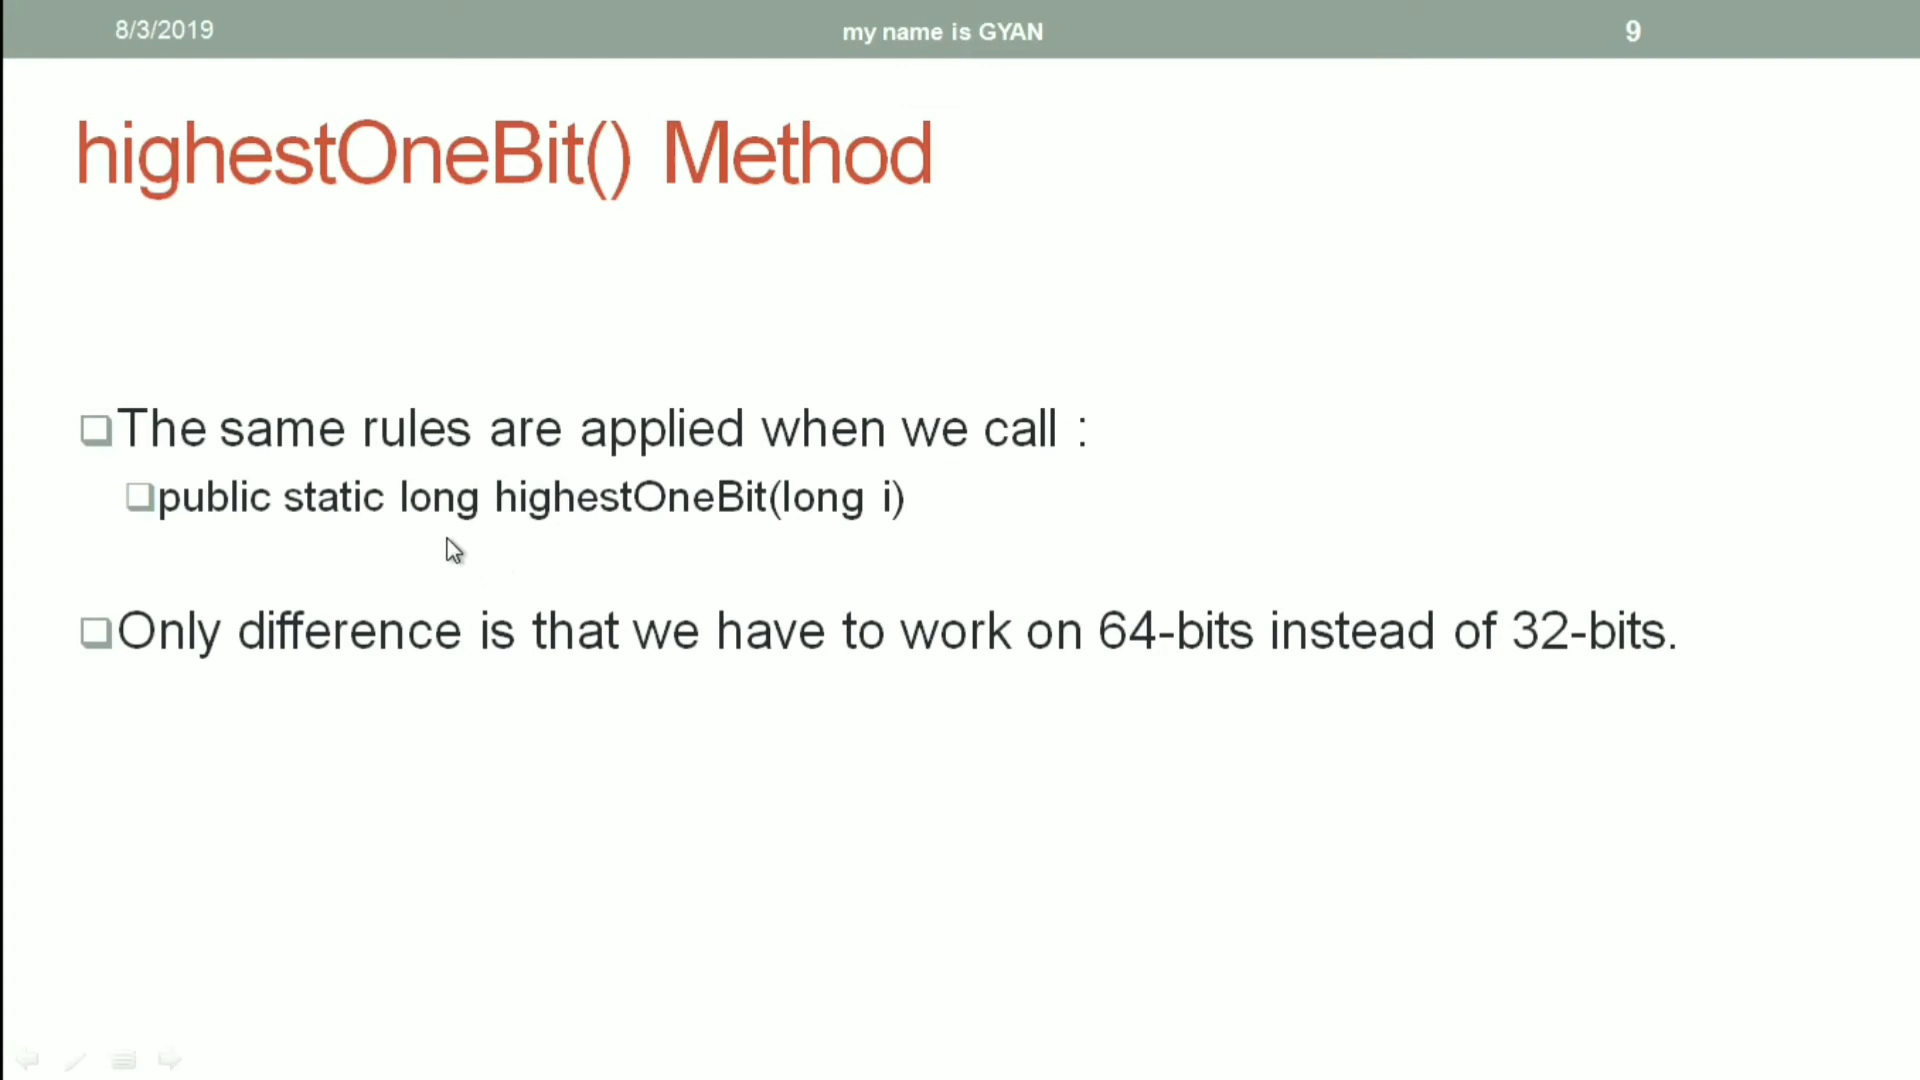 8/3/2019 my name is GYAN 9
highestOneBit() Method
The same rules are applied when we call :
public static long highestOneBit(long i)
Only difference is that we have to work on 64-bits instead of 32-bits.